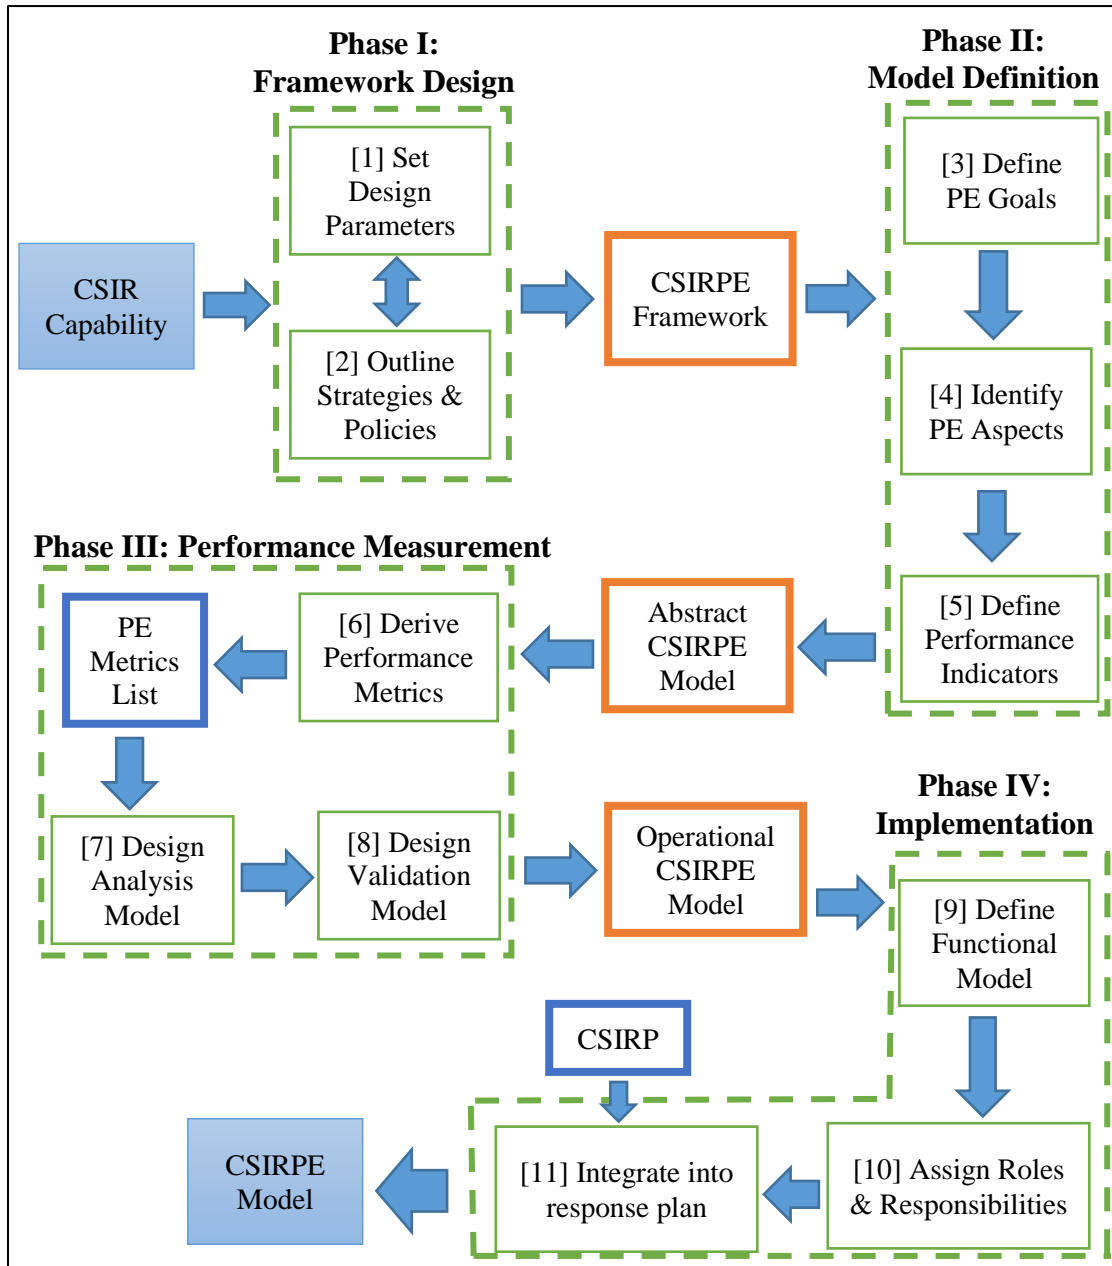 Phase I:
Framework Design
[1] Set
Design
Parameters
[2] Outline
Strategies &
Policies
CSIR
Capability
CSIRPE
Framework
Phase II:
Model Definition
[3] Define
PE Goals
[4] Identify
PE Aspects
[5] Define
Performance
Indicators
Abstract
CSIRPE
Model
Phase III: Performance Measurement
[6] Derive
Performance
Metrics
PE
Metrics
List
[7] Design
Analysis
Model
[8] Design
Validation
Model
Operational
CSIRPE
Model
Phase IV:
Implementation
[9] Define
Functional
Model
[10] Assign Roles
& Responsibilities
CSIRP
[11] Integrate into
response plan
CSIRPE
Model